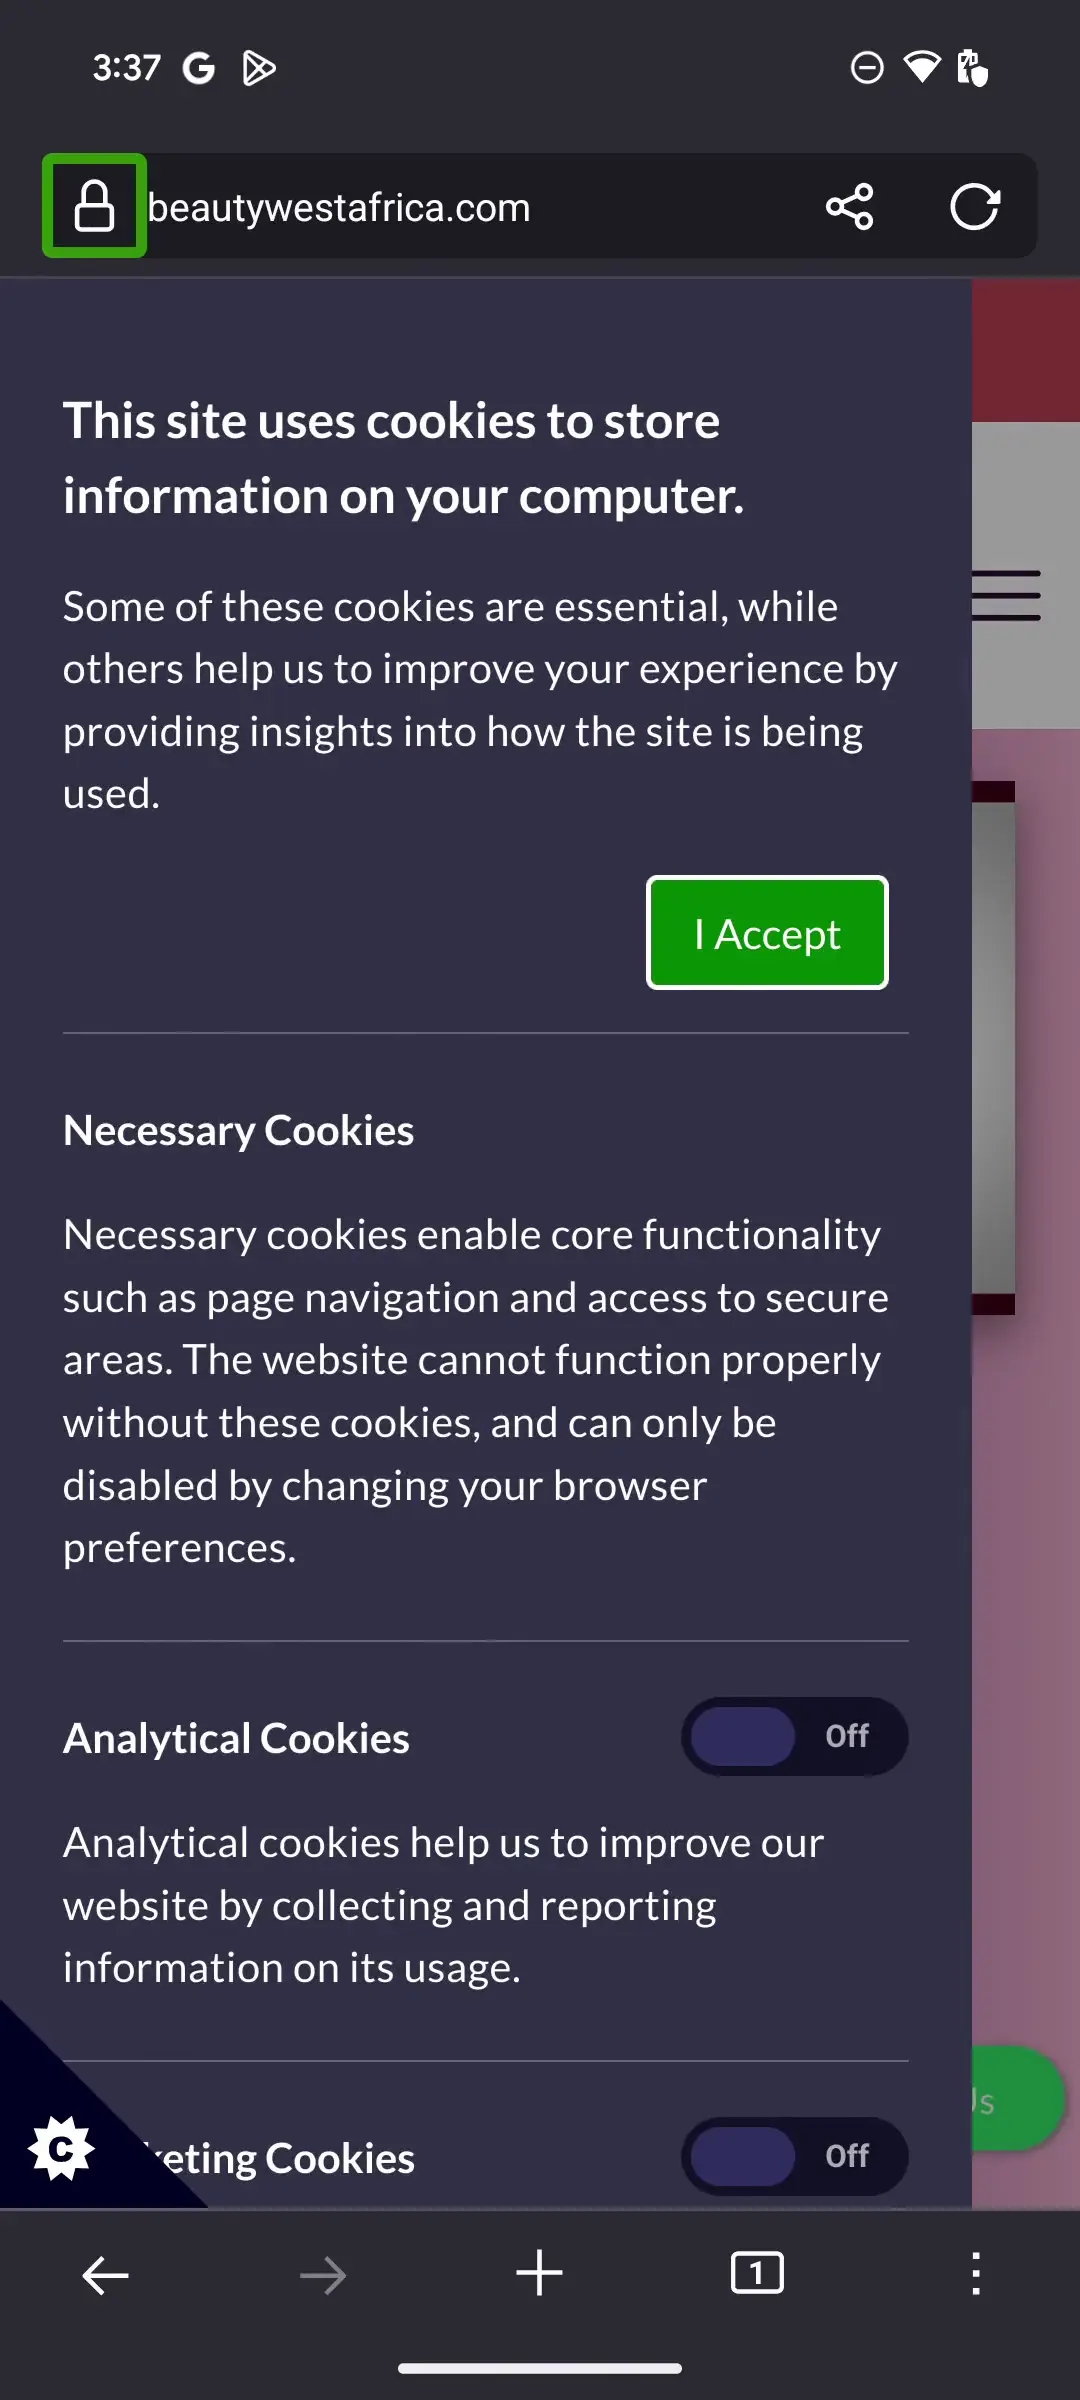 3:37
beautywestafrica.com
This site uses cookies to store
information on your computer.
Some of these cookies are essential, while
others help us to improve your experience by
providing insights into how the site is being
used.
I Accept
Necessary Cookies
Necessary cookies enable core functionality
such as page navigation and access to secure
areas. The website cannot function properly
without these cookies, and can only be
disabled by changing your browser
preferences.
Analytical Cookies
Off
Analytical cookies help us to improve our
website by collecting and reporting
information on its usage.
Cookies
Off
1